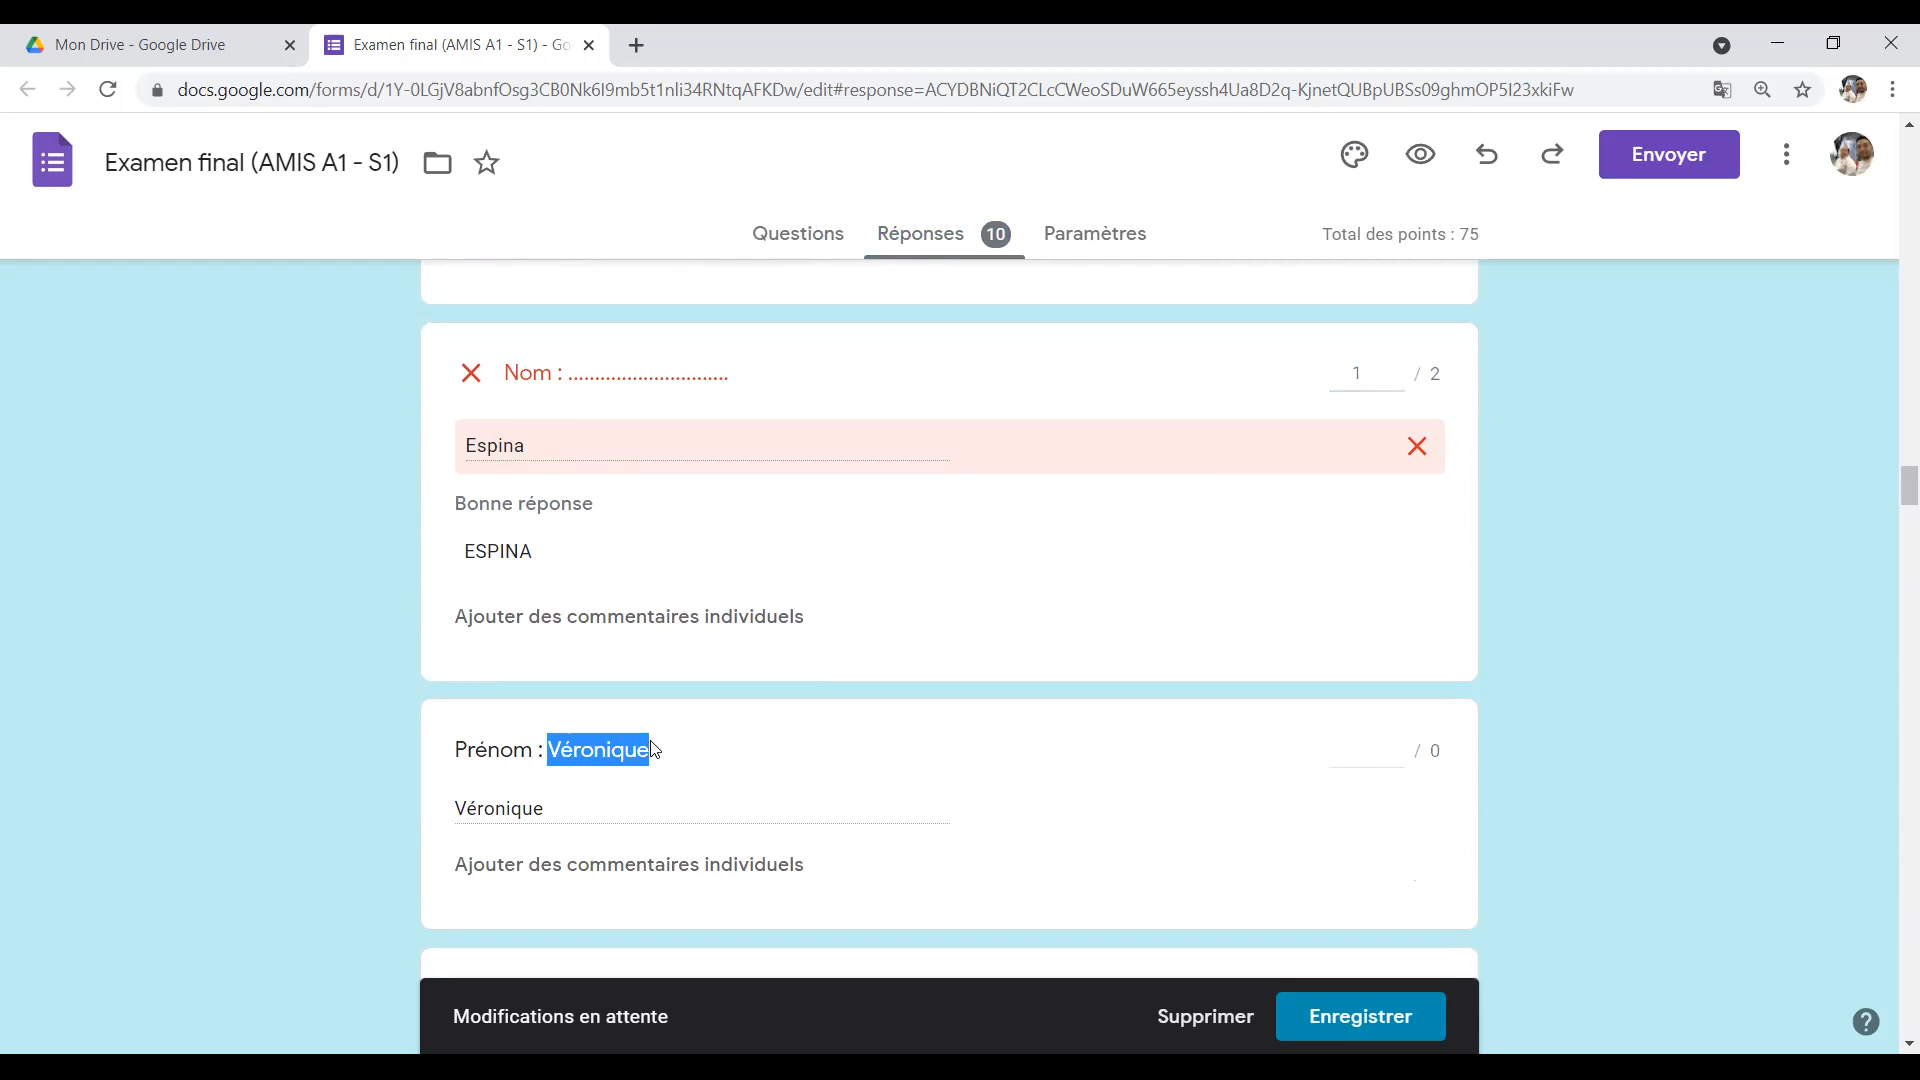 Mon Drive - Google Drive
Examen final (AMIS A1 - S1) - Go
docs.google.com/forms/d/1Y-0LGjV8abnfOsg3CB0Nk6I9mb5t1nli34RNtqAFKDw/edit#response=ACYDBNiQT2CLcCWeoSDuW665eyssh4Ua8D2q-KjnetQUBpUBSs09ghmOP5I23xkiFw
Examen final (AMIS A1 - S1)
Envoyer
Questions
Réponses 10
Paramètres
Total des points : 75
Nom : ..............................
1 / 2
Espina
Bonne réponse
ESPINA
Ajouter des commentaires individuels
Prénom : Véronique
/ 0
Véronique
Ajouter des commentaires individuels
Modifications en attente
Supprimer
Enregistrer